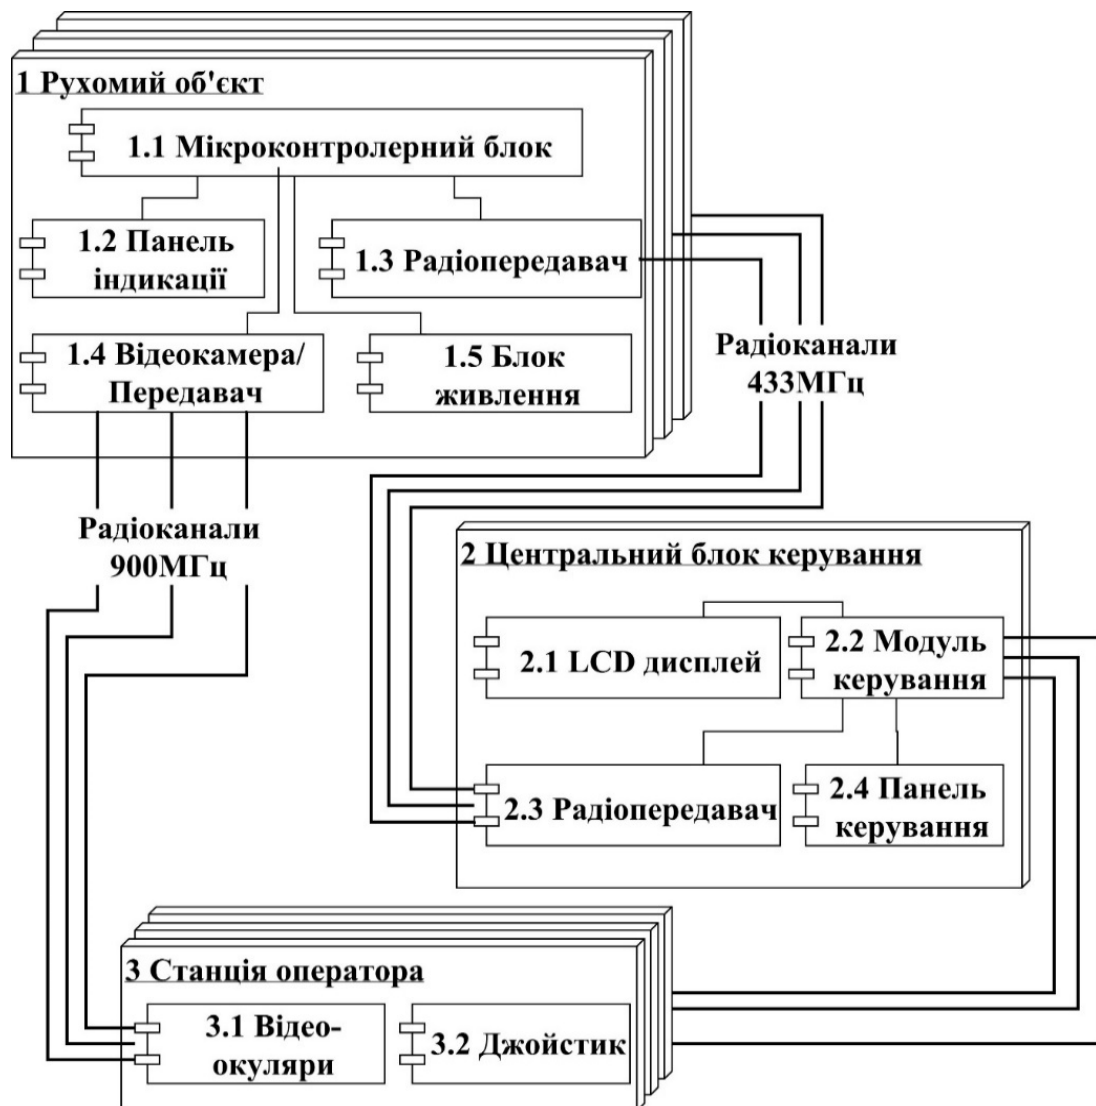 1 Рухомий об'єкт
1.1 Мікроконтролерний блок
1.2 Панель
індикації
1.3 Радіопередавач
1.4 Відеокамера/
Передавач
1.5 Блок
живлення
Радіоканали
433МГц
Радіоканали
900МГц
2 Центральний блок керування
2.1 LCD дисплей
2.2 Модуль
керування
2.3 Радіопередавач
2.4 Панель
керування
3 Станція оператора
3.1 Відео-
окуляри
3.2 Джойстик